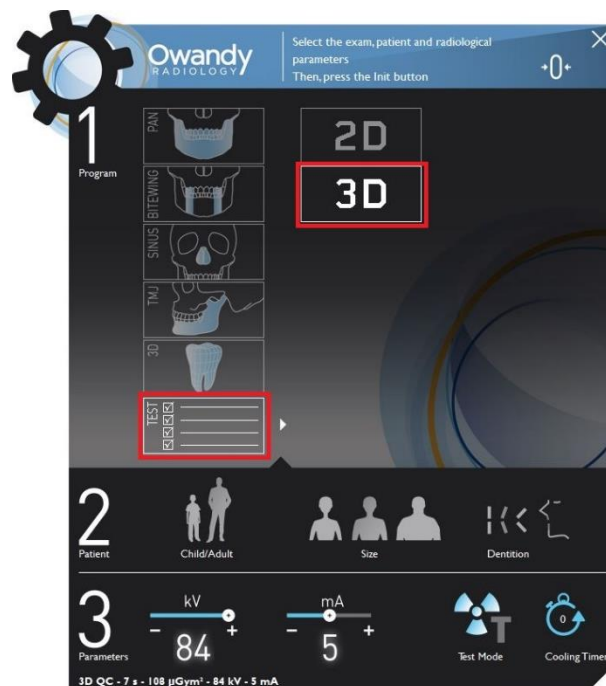 Owandy
RADIOLOGY
Select the exam, patient and radiological
parameters
Then, press the Init button
+0+
1
Program
PAN
BITEWING
SINUS
TMJ
3D
TEST
2D
3D
2
Patient
Child/Adult
Size
Dentition
3
Parameters
kV
- +
84
mA
- +
5
T
Test Mode
0
Cooling Timer
3D QC - 7 s - 108 µGym² - 84 kV - 5 mA